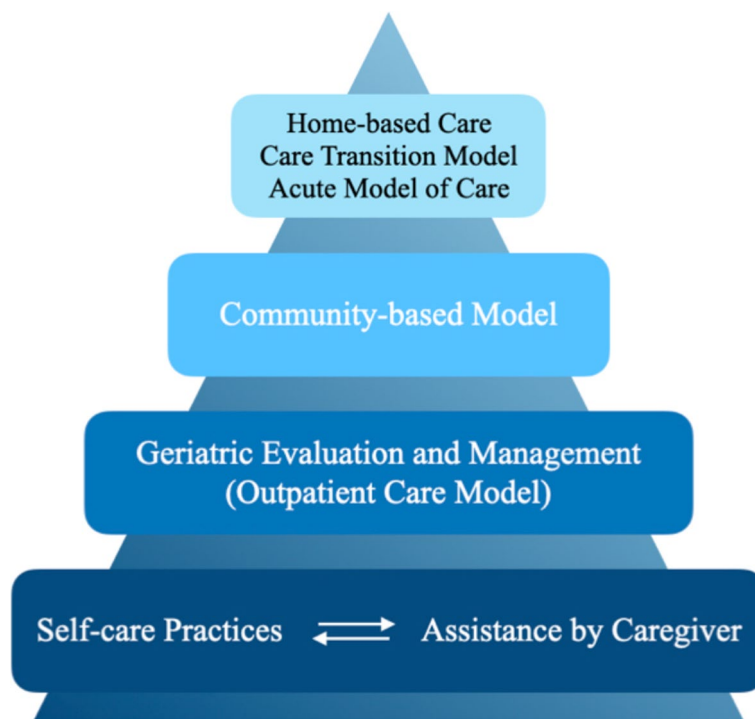 Home-based Care
Care Transition Model
Acute Model of Care
Community-based Model
Geriatric Evaluation and Management
(Outpatient Care Model)
Self-care Practices ⇌ Assistance by Caregiver